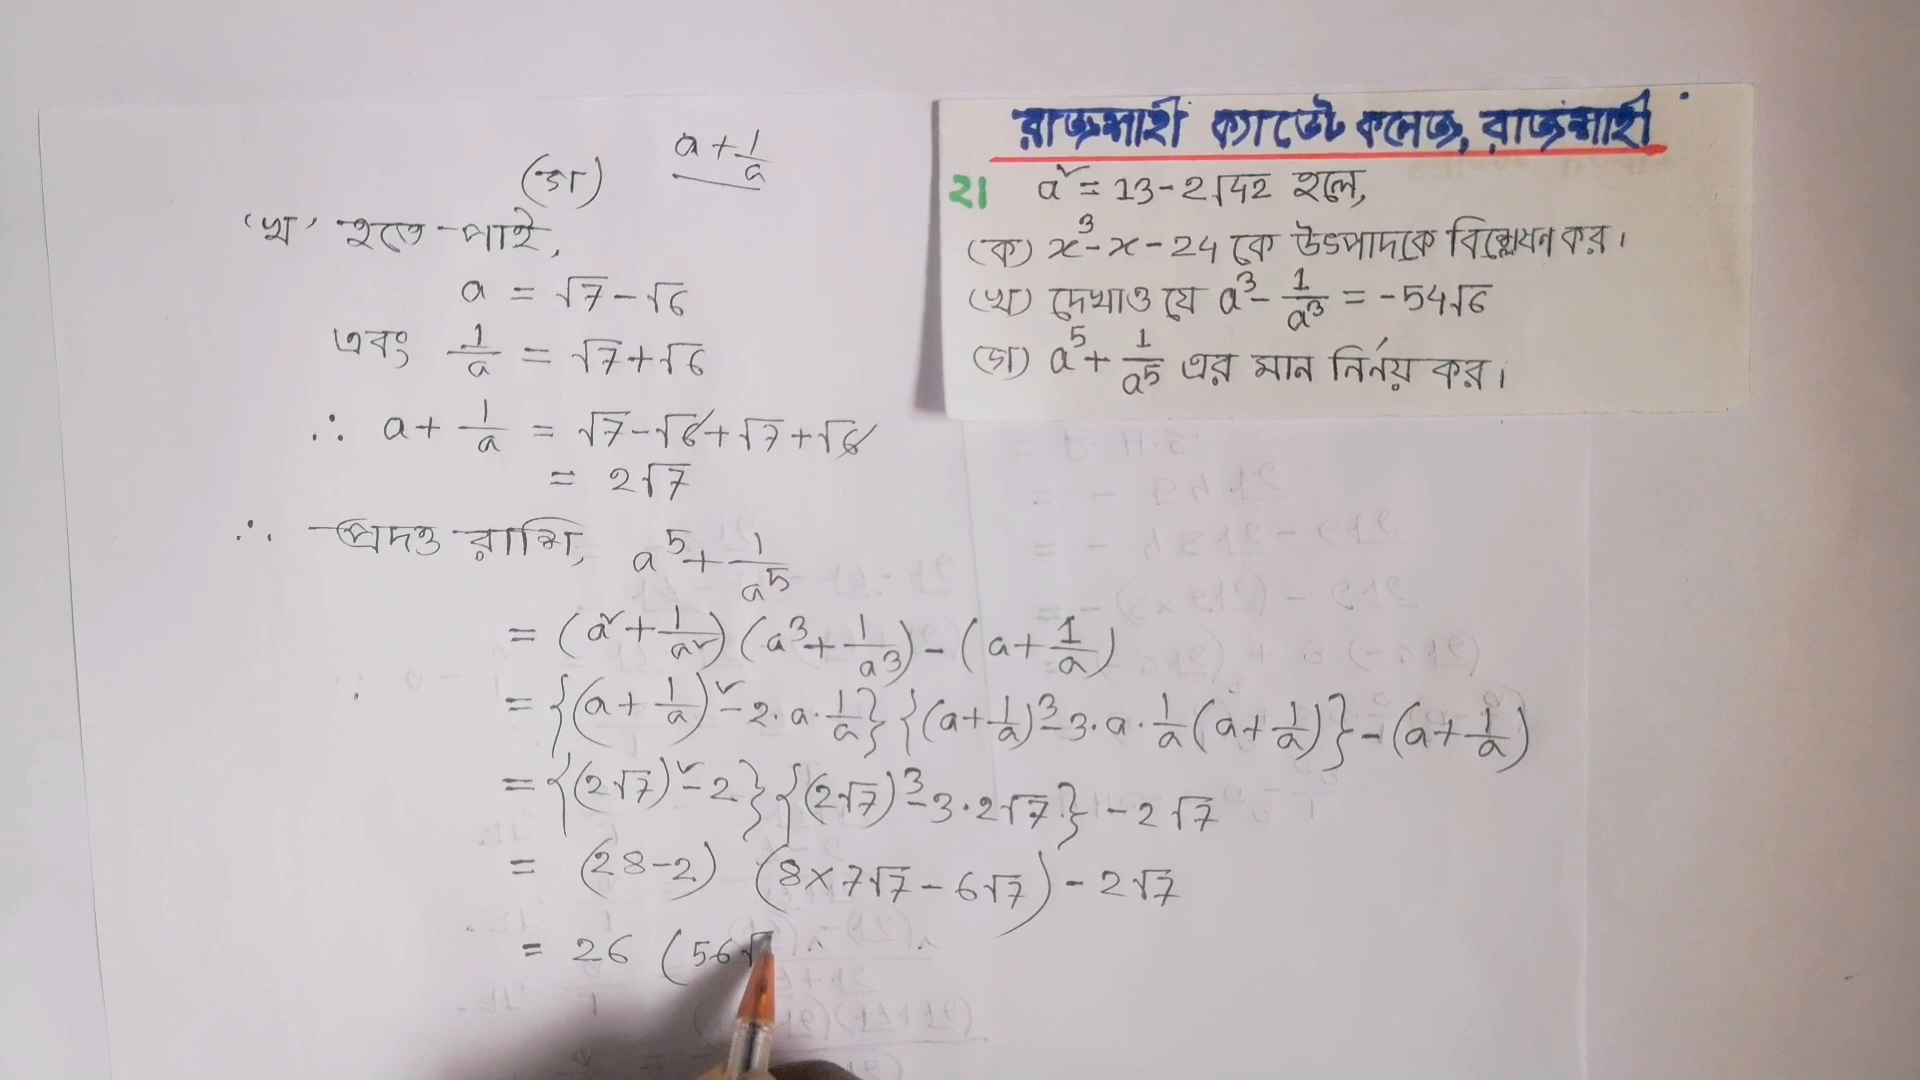 রাজশাহী ক্যাডেট কলেজ, রাজশাহী
২। a² = 13-2√42 হলে,
(ক) x³-x-24 কে উৎপাদকে বিশ্লেষন কর।
(খ) দেখাও যে a³ - 1/a³ = -54√6
(গ) a⁵ + 1/a⁵ এর মান নির্নয় কর।
(গ) a + 1/a
'খ' হতে পাই,
a = √7-√6
এবং 1/a = √7+√6
∴ a + 1/a = √7-√6+√7+√6
= 2√7
∴ প্রদত্ত রাশি, a⁵ + 1/a⁵
= (a² + 1/a²) (a³ + 1/a³) - (a + 1/a)
= {(a + 1/a)² - 2·a·1/a} {(a + 1/a)³ - 3·a·1/a (a + 1/a)} - (a + 1/a)
= {(2√7)² - 2} {(2√7)³ - 3·2√7} - 2√7
= (28-2) (8×7√7 - 6√7) - 2√7
= 26 (56√